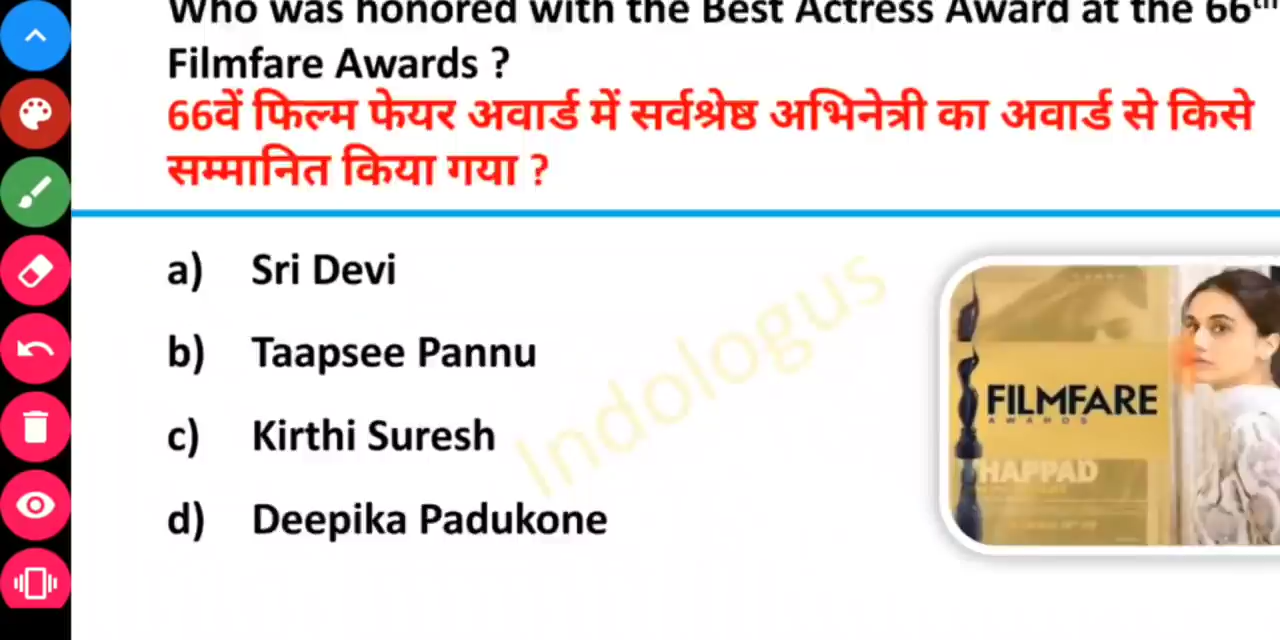 Who was honored with the Best Actress Award at the 66th
Filmfare Awards ?
66वें फिल्म फेयर अवार्ड में सर्वश्रेष्ठ अभिनेत्री का अवार्ड से किसे
सम्मानित किया गया ?
a) Sri Devi
b) Taapsee Pannu
c) Kirthi Suresh
d) Deepika Padukone
Indologus
FILMFARE
AWARDS
HAPPAD